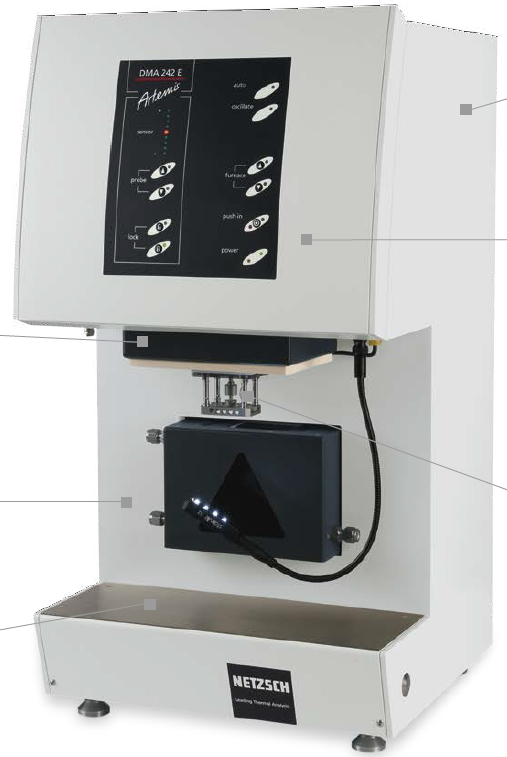 DMA 242 E
Artemis
auto
oscillate
sensor
probe
furnace
push in
lock
power
NETZSCH
Leading Thermal Analysis